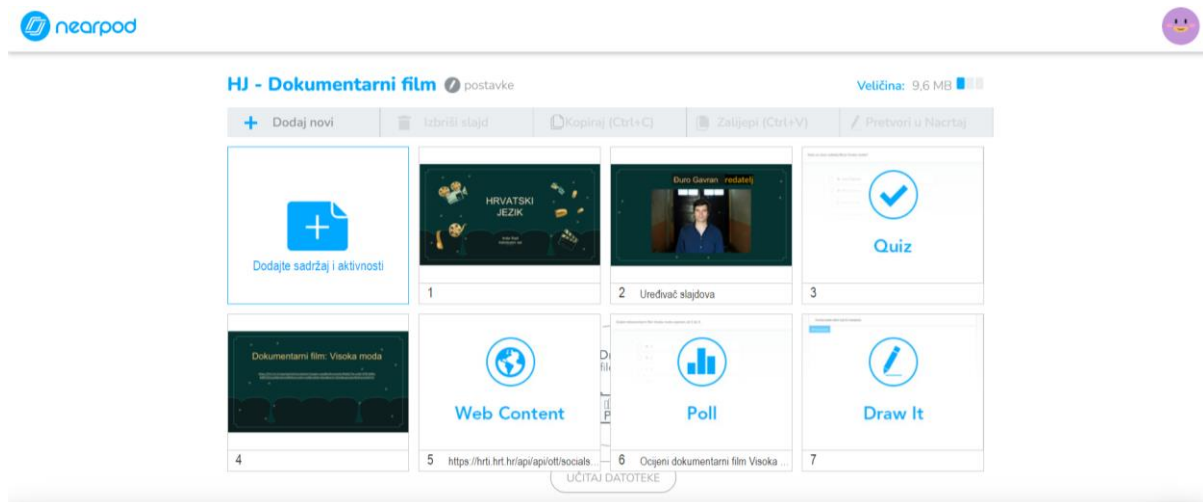 nearpod
HJ - Dokumentarni film postavke
Veličina: 9,6 MB
+ Dodaj novi
Izbriši slajd
Kopiraj (Ctrl+C)
Zalijepi (Ctrl+V)
Pretvori u Nacrtaj
Dodajte sadržaj i aktivnosti
HRVATSKI
JEZIK
1
Đuro Gavran redatelj
2 Uređivač slajdova
Quiz
3
Dokumentarni film: Visoka moda
4
Web Content
5 https://hrti.hrt.hr/api/api/ott/socials...
Poll
6 Ocijeni dokumentarni film Visoka ...
Draw It
7
UČITAJ DATOTEKE